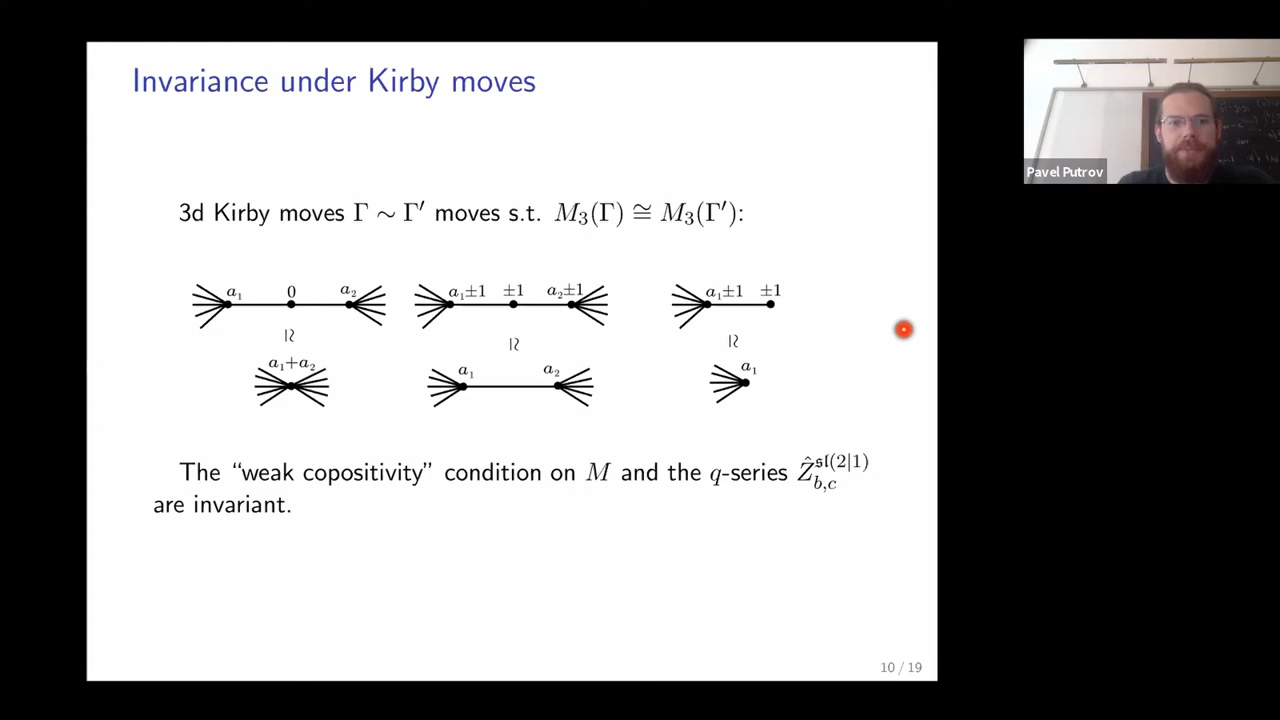 Invariance under Kirby moves
Pavel Putrov
3d Kirby moves Γ ∼ Γ′ moves s.t. M₃(Γ) ≅ M₃(Γ′):
a₁ 0 a₂ a₁±1 ±1 a₂±1 a₁±1 ±1
≀≀ ≀≀ ≀≀
a₁+a₂ a₁ a₂ a₁
The “weak copositivity” condition on M and the q-series Ẑ^{𝔰𝔩(2|1)}_{b,c}
are invariant.
10 / 19